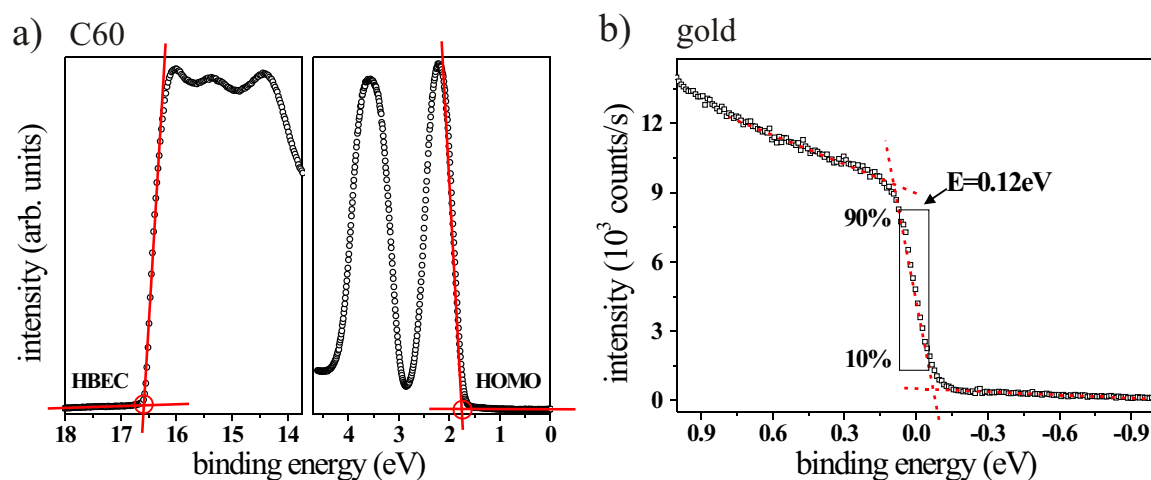 a) C60
intensity (arb. units)
HBEC
HOMO
18 17 16 15 14
4 3 2 1 0
binding energy (eV)
b) gold
intensity (10³ counts/s)
12
9
6
3
0
E=0.12eV
90%
10%
0.9 0.6 0.3 0.0 -0.3 -0.6 -0.9
binding energy (eV)